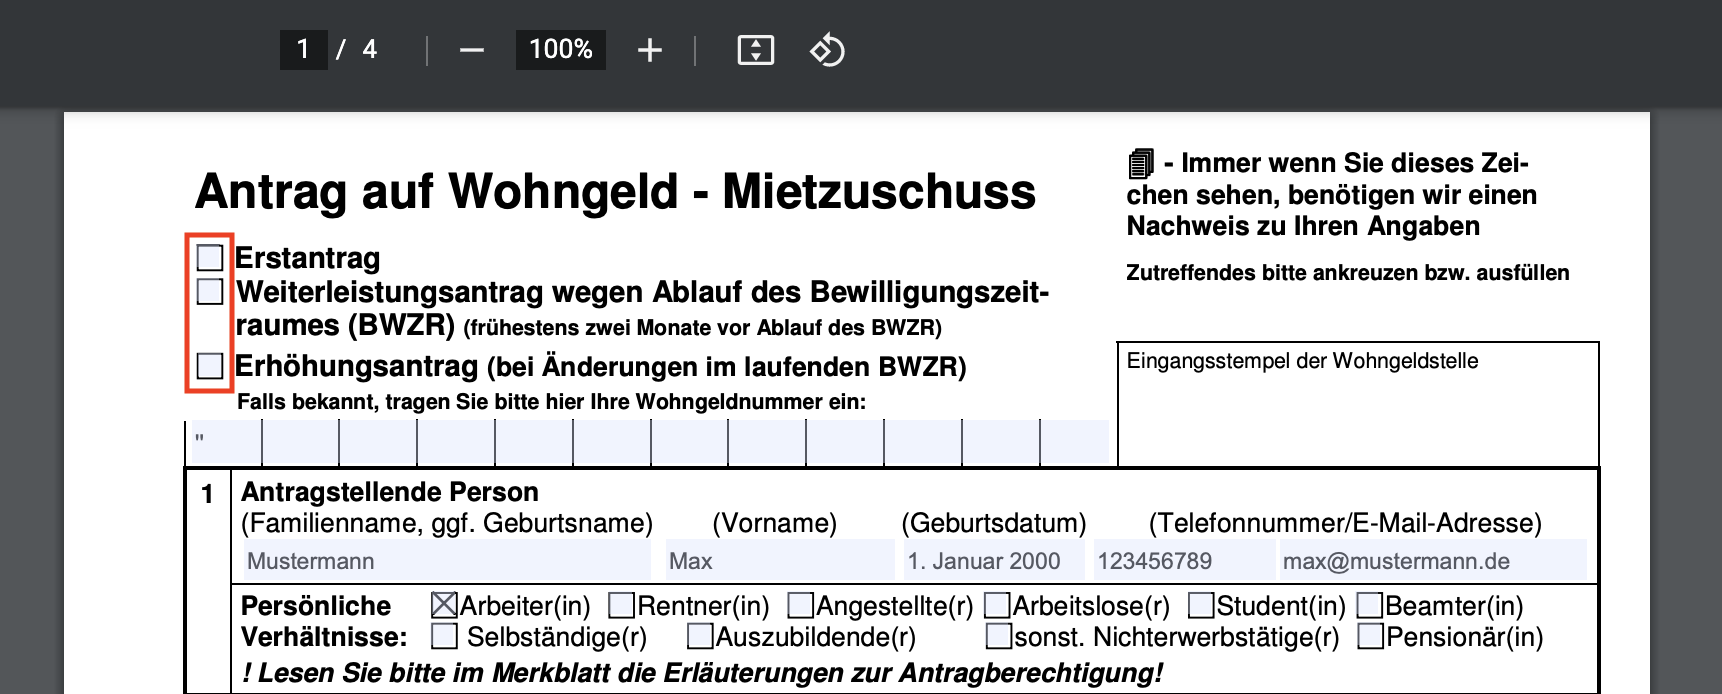 1 / 4 100%
Antrag auf Wohngeld - Mietzuschuss
- Immer wenn Sie dieses Zei-
chen sehen, benötigen wir einen
Nachweis zu Ihren Angaben
Zutreffendes bitte ankreuzen bzw. ausfüllen
Erstantrag
Weiterleistungsantrag wegen Ablauf des Bewilligungszeit-
raumes (BWZR) (frühestens zwei Monate vor Ablauf des BWZR)
Erhöhungsantrag (bei Änderungen im laufenden BWZR)
Falls bekannt, tragen Sie bitte hier Ihre Wohngeldnummer ein:
"
Eingangsstempel der Wohngeldstelle
1 Antragstellende Person
(Familienname, ggf. Geburtsname) (Vorname) (Geburtsdatum) (Telefonnummer/E-Mail-Adresse)
Mustermann Max 1. Januar 2000 123456789 max@mustermann.de
Persönliche Arbeiter(in) Rentner(in) Angestellte(r) Arbeitslose(r) Student(in) Beamter(in)
Verhältnisse: Selbständige(r) Auszubildende(r) sonst. Nichterwerbstätige(r) Pensionär(in)
! Lesen Sie bitte im Merkblatt die Erläuterungen zur Antragberechtigung!